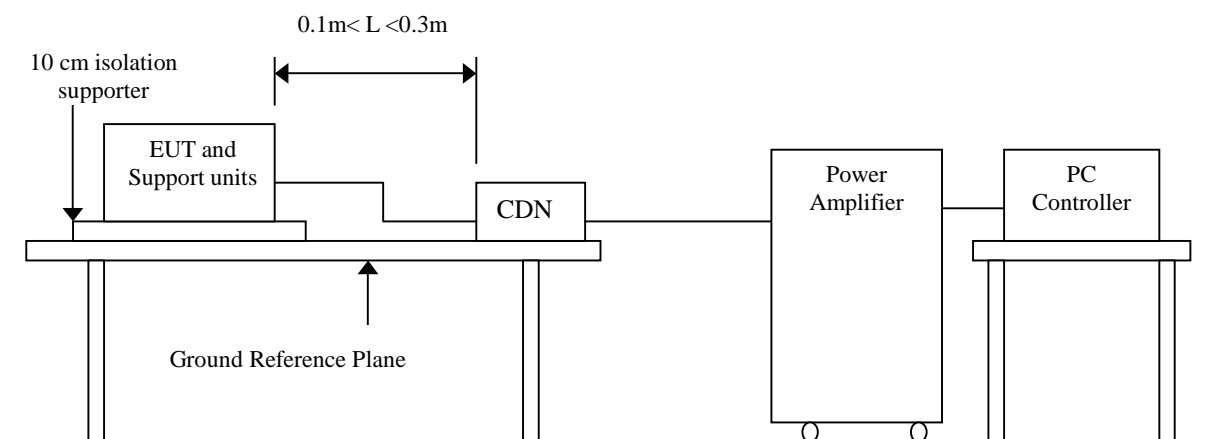 0.1m< L <0.3m
10 cm isolation
supporter
EUT and
Support units
CDN
Power
Amplifier
PC
Controller
Ground Reference Plane